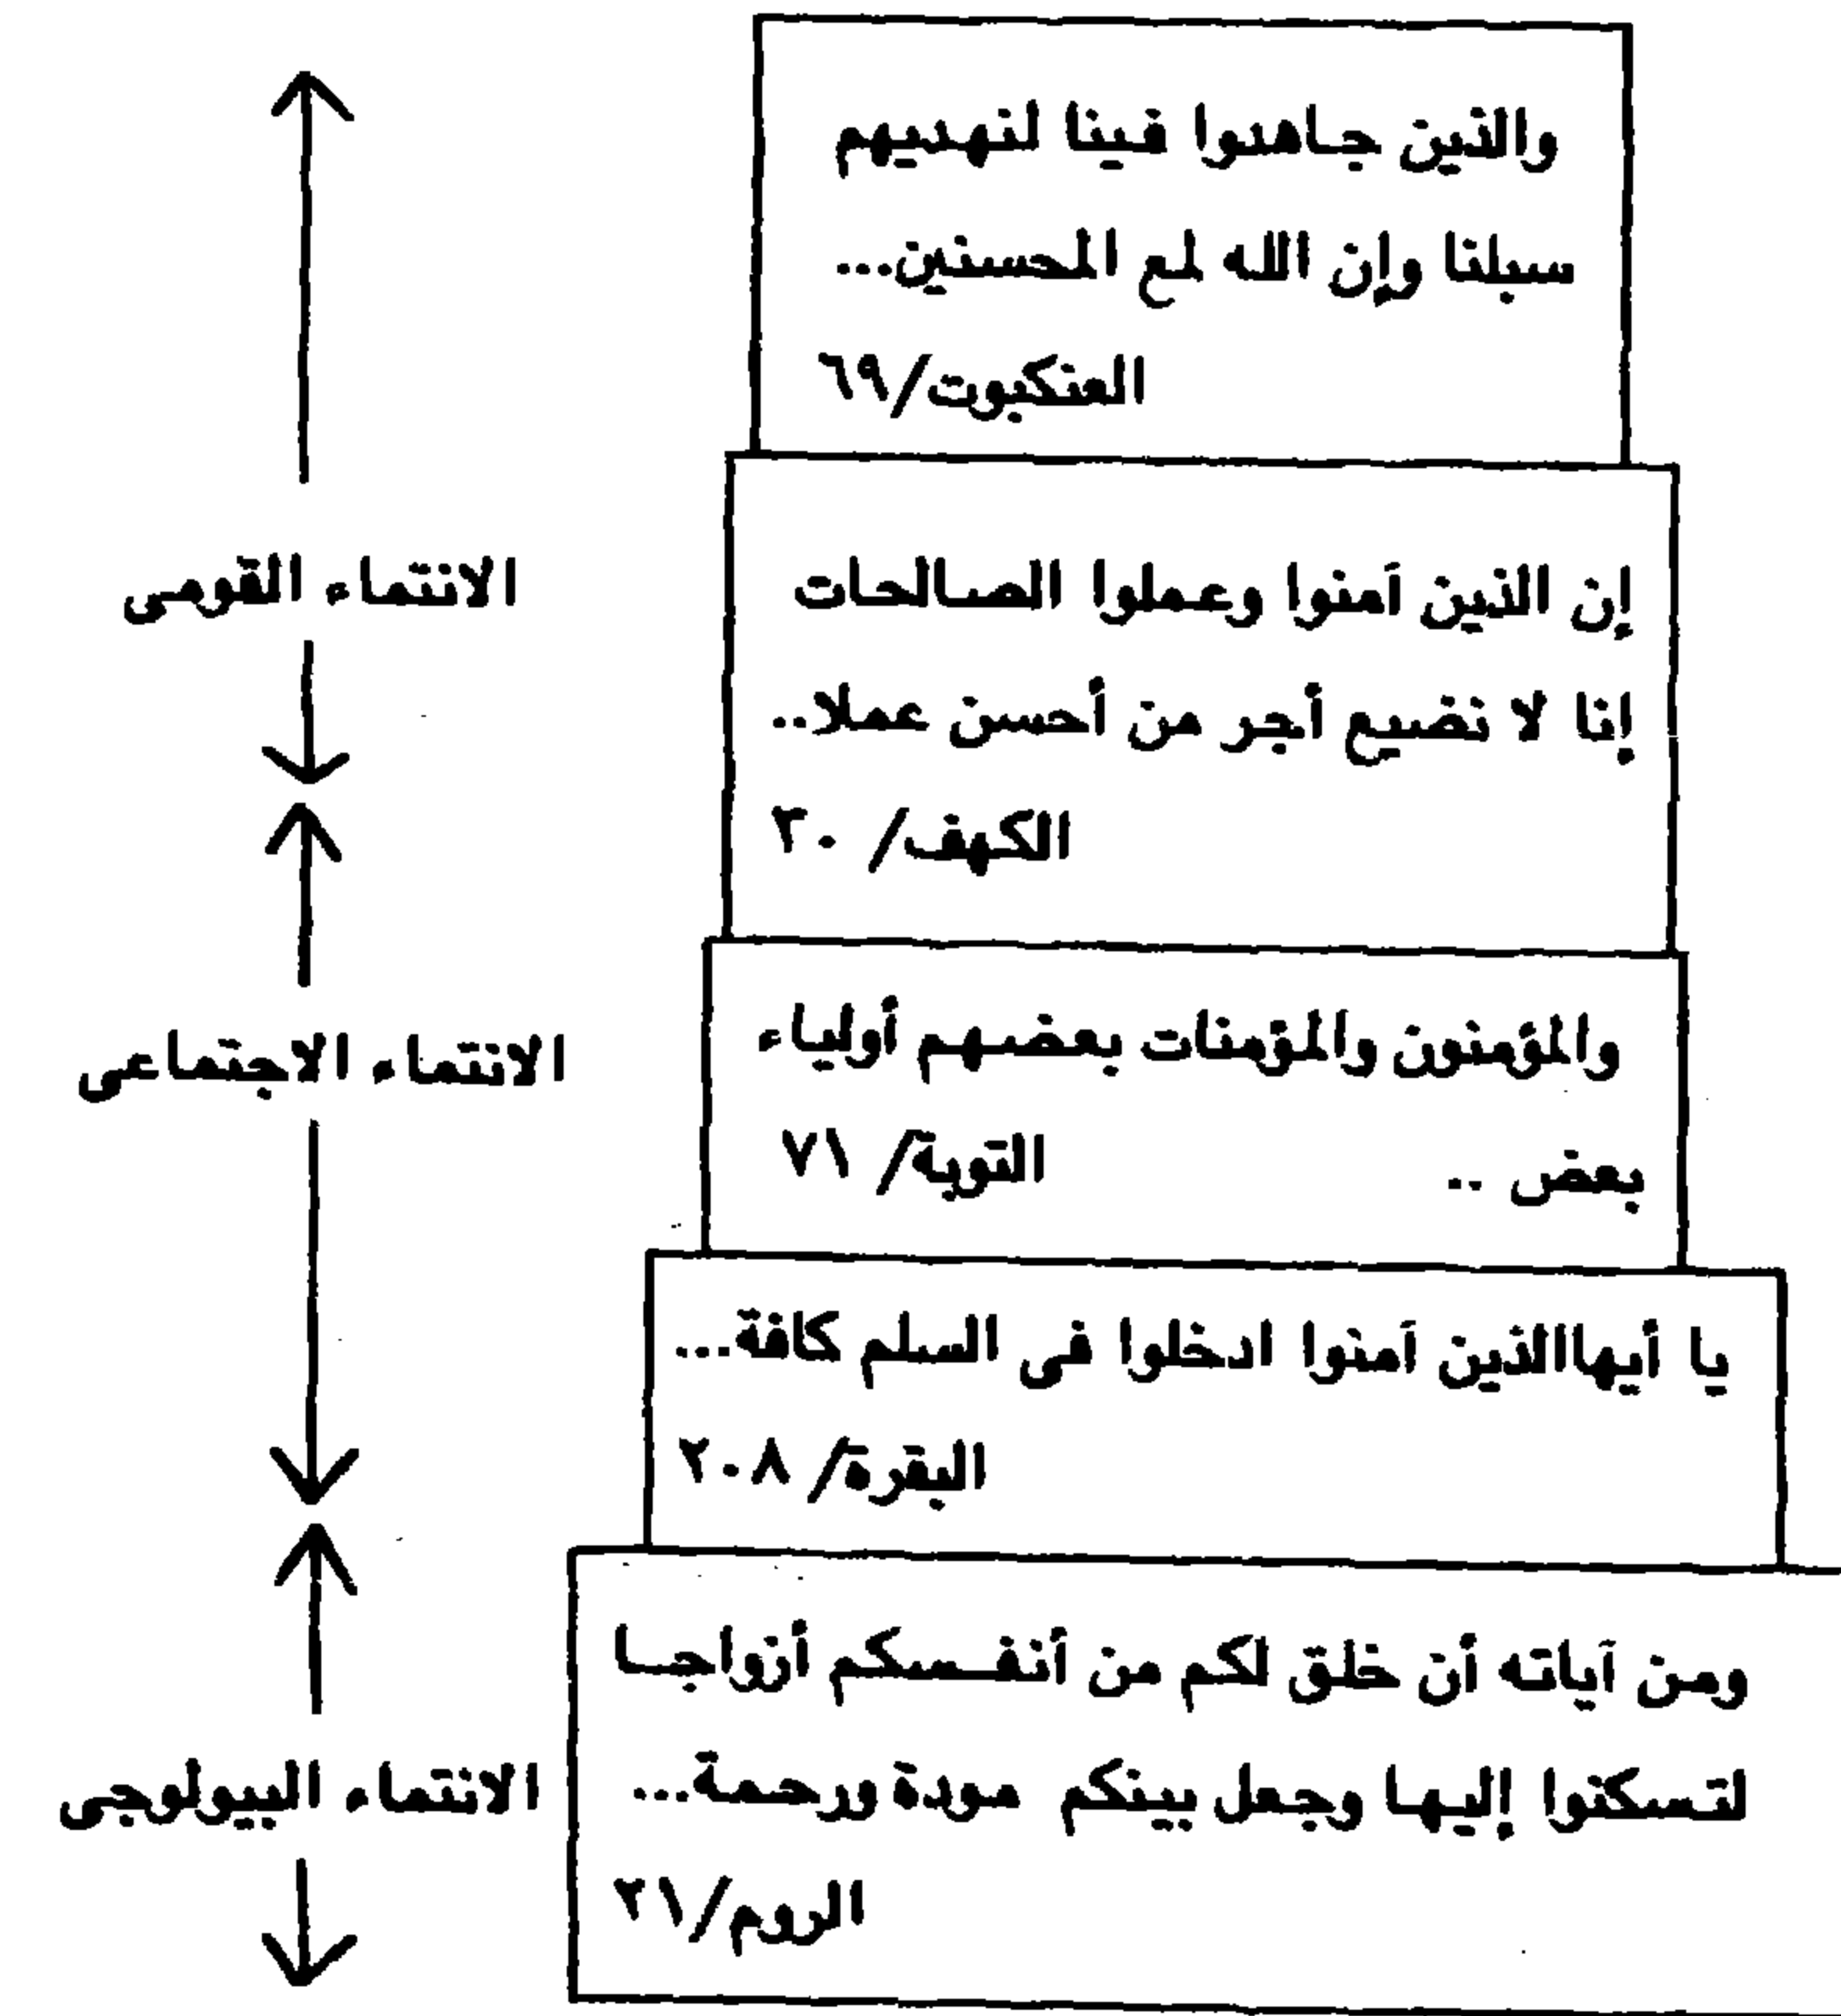 والذين جاهدوا فينا لنهديهم
سبلنا وإن الله لمع المحسنين...
العنكبوت/٦٩
الانتماء القومى
إن الذين آمنوا وعملوا الصالحات
إنا لا نضيع أجر من أحسن عملا..
الكهف/ ٣٠
الانتماء الاجتماعى
والمؤمنون والمؤمنات بعضهم أولياء
بعض .. التوبة/ ٧١
يا أيهاالذين آمنوا ادخلوا فى السلم كافة...
البقرة/ ٢٠٨
الانتماء البيولوجى
ومن آياته أن خلق لكم من أنفسكم أزواجا
لتسكنوا إليها وجعل بينكم مودة ورحمة...
الروم/٢١